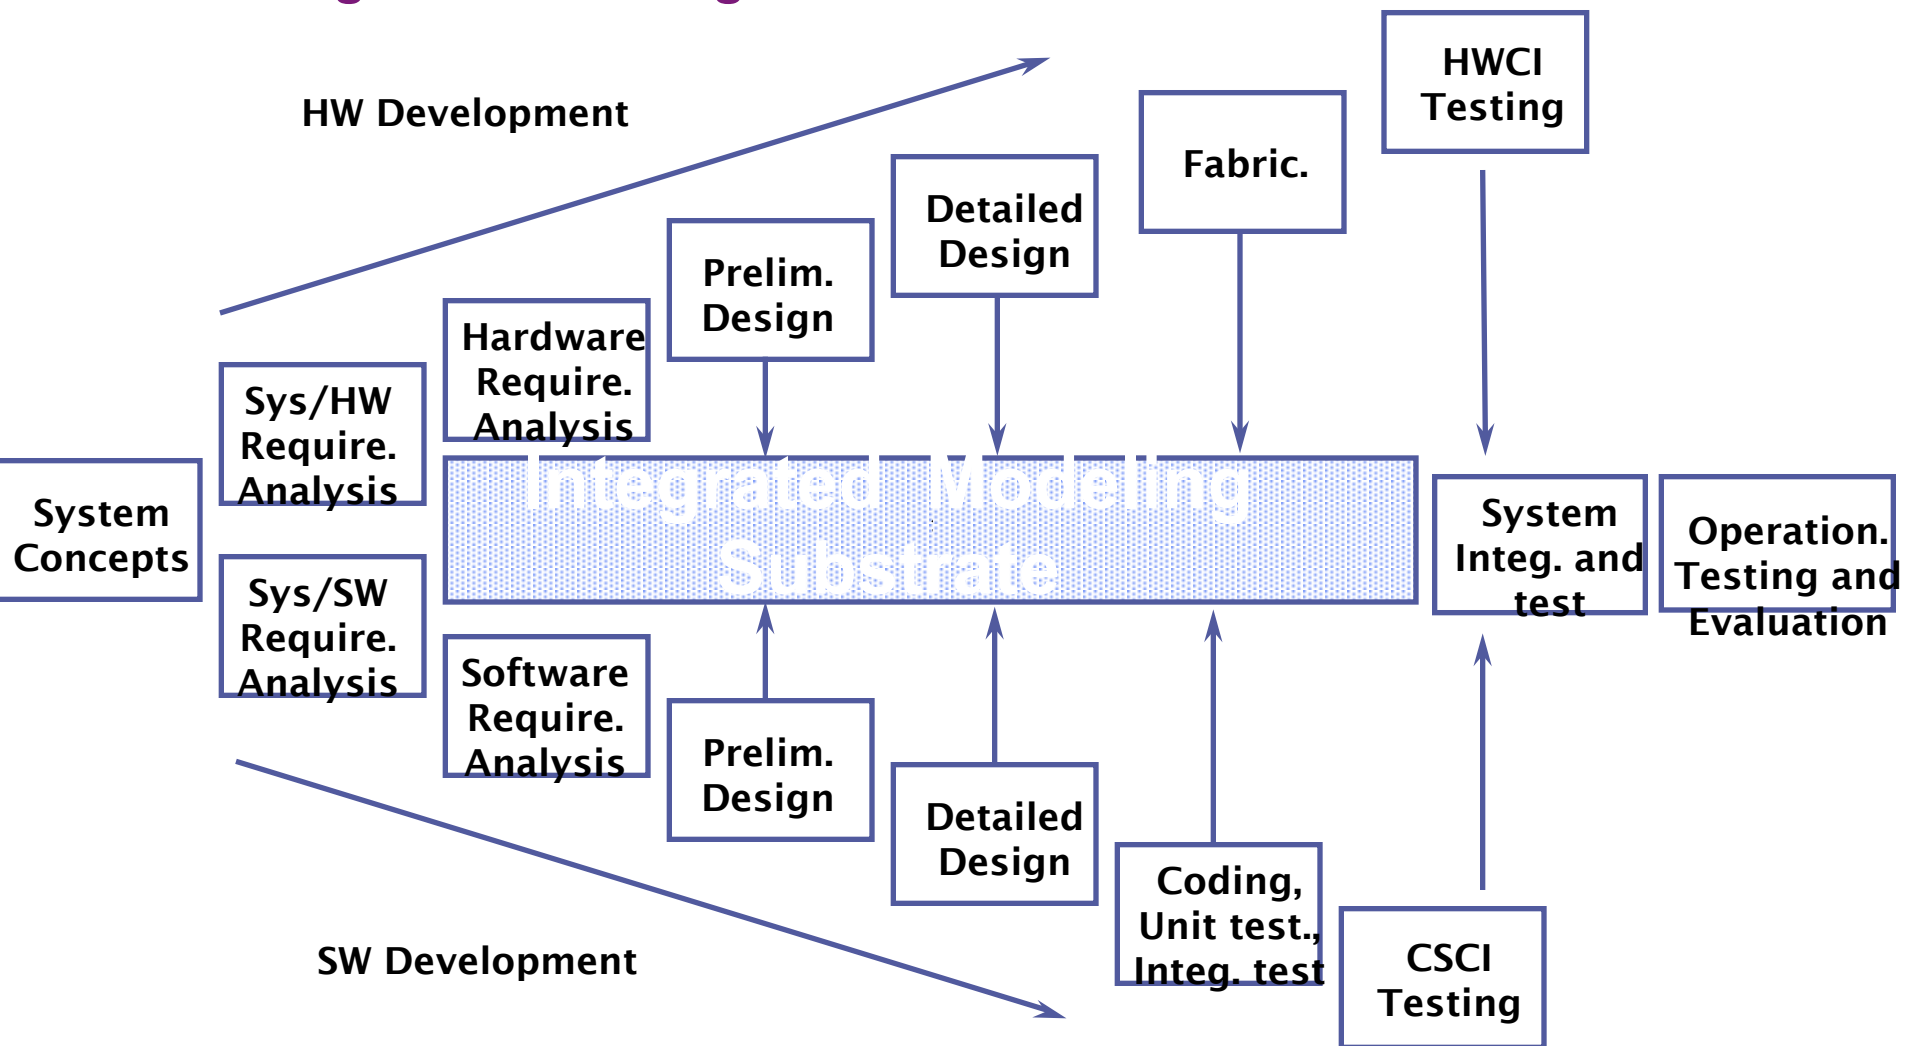 HWCI
Testing
HW Development
Fabric.
Detailed
Design
Prelim.
Design
Hardware
Require.
Analysis
Sys/HW
Require.
Analysis
Integrated Modeling
Substrate
System
Concepts
System
Integ. and
test
Operation.
Testing and
Evaluation
Sys/SW
Require.
Analysis
Software
Require.
Analysis
Prelim.
Design
Detailed
Design
Coding,
Unit test.,
Integ. test
CSCI
Testing
SW Development